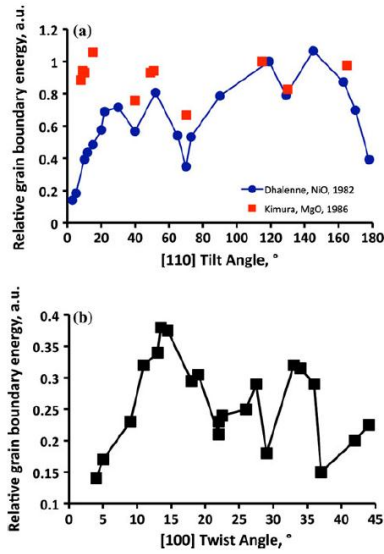 (a)
Relative grain boundary energy, a.u.
1.2
1
0.8
0.6
0.4
0.2
0
Dhalenne, NiO, 1982
Kimura, MgO, 1986
0 20 40 60 80 100 120 140 160 180
[110] Tilt Angle, °
(b)
Relative grain boundary energy, a.u.
0.4
0.35
0.3
0.25
0.2
0.15
0.1
0 5 10 15 20 25 30 35 40 45
[100] Twist Angle, °